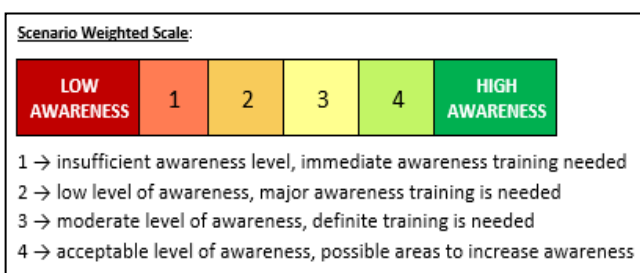 Scenario Weighted Scale:
LOW AWARENESS 1 2 3 4 HIGH AWARENESS
1 → insufficient awareness level, immediate awareness training needed
2 → low level of awareness, major awareness training is needed
3 → moderate level of awareness, definite training is needed
4 → acceptable level of awareness, possible areas to increase awareness